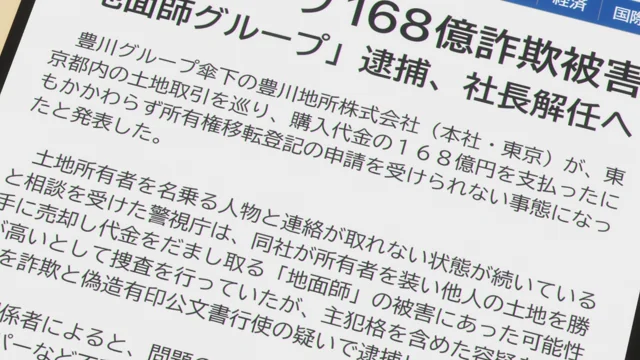 経済 国際
168億詐欺被害
地面師グループ」逮捕、社長解任へ
豊川グループ傘下の豊川地所株式会社（本社・東京）が、東
京都内の土地取引を巡り、購入代金の１６８億円を支払ったに
もかかわらず所有権移転登記の申請を受けられない事態になっ
たと発表した。
土地所有者を名乗る人物と連絡が取れない状態が続いている
と相談を受けた警視庁は、同社が所有者を装い他人の土地を勝
手に売却し代金をだまし取る「地面師」の被害にあった可能性
が高いとして捜査を行っていたが、主犯格を含めた容疑
を詐欺と偽造有印公文書行使の疑いで逮捕
係者によると、問題の